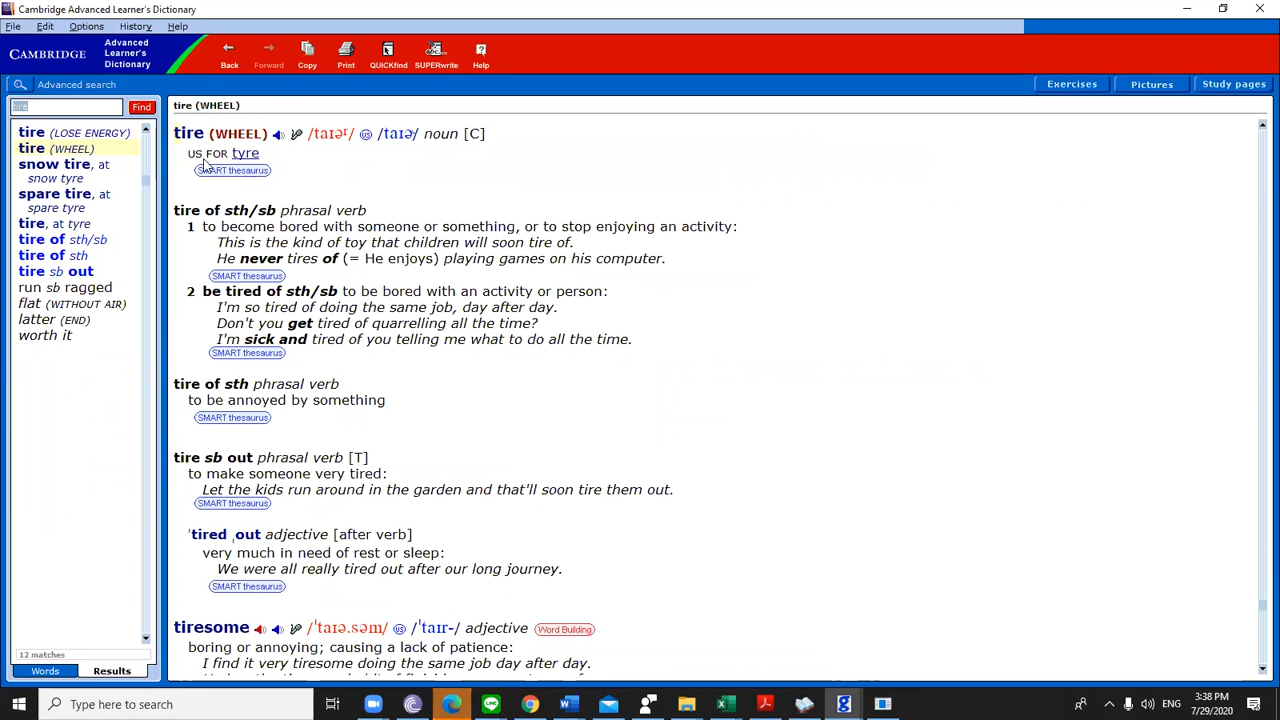 Cambridge Advanced Learner's Dictionary
File Edit Options History Help
CAMBRIDGE Advanced Learner's Dictionary
Back Forward Copy Print QUICKfind SUPERwrite Help
Advanced search
Exercises Pictures Study pages
tire Find
tire (WHEEL)
tire (LOSE ENERGY)
tire (WHEEL)
snow tire, at
snow tyre
spare tire, at
spare tyre
tire, at tyre
tire of sth/sb
tire of sth
tire sb out
run sb ragged
flat (WITHOUT AIR)
latter (END)
worth it
12 matches
Words Results
tire (WHEEL) /taɪəʳ/ US /taɪɚ/ noun [C]
US FOR tyre
SMART thesaurus
tire of sth/sb phrasal verb
1 to become bored with someone or something, or to stop enjoying an activity:
This is the kind of toy that children will soon tire of.
He never tires of (= He enjoys) playing games on his computer.
SMART thesaurus
2 be tired of sth/sb to be bored with an activity or person:
I'm so tired of doing the same job, day after day.
Don't you get tired of quarrelling all the time?
I'm sick and tired of you telling me what to do all the time.
SMART thesaurus
tire of sth phrasal verb
to be annoyed by something
SMART thesaurus
tire sb out phrasal verb [T]
to make someone very tired:
Let the kids run around in the garden and that'll soon tire them out.
SMART thesaurus
ˈtired ˌout adjective [after verb]
very much in need of rest or sleep:
We were all really tired out after our long journey.
SMART thesaurus
tiresome /ˈtaɪə.səm/ US /ˈtaɪr-/ adjective Word Building
boring or annoying; causing a lack of patience:
I find it very tiresome doing the same job day after day.
Type here to search
ENG
3:38 PM
7/29/2020